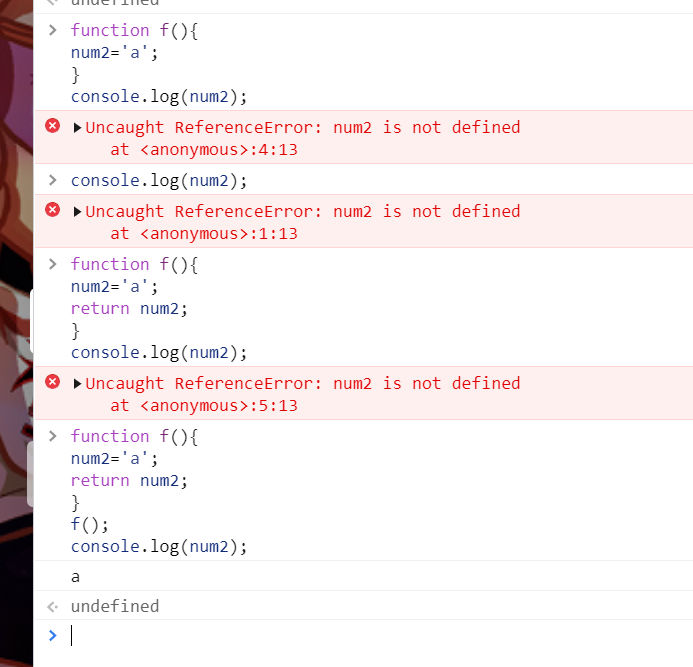 undefined
function f(){
num2='a';
}
console.log(num2);
Uncaught ReferenceError: num2 is not defined
at <anonymous>:4:13
console.log(num2);
Uncaught ReferenceError: num2 is not defined
at <anonymous>:1:13
function f(){
num2='a';
return num2;
}
console.log(num2);
Uncaught ReferenceError: num2 is not defined
at <anonymous>:5:13
function f(){
num2='a';
return num2;
}
f();
console.log(num2);
a
undefined